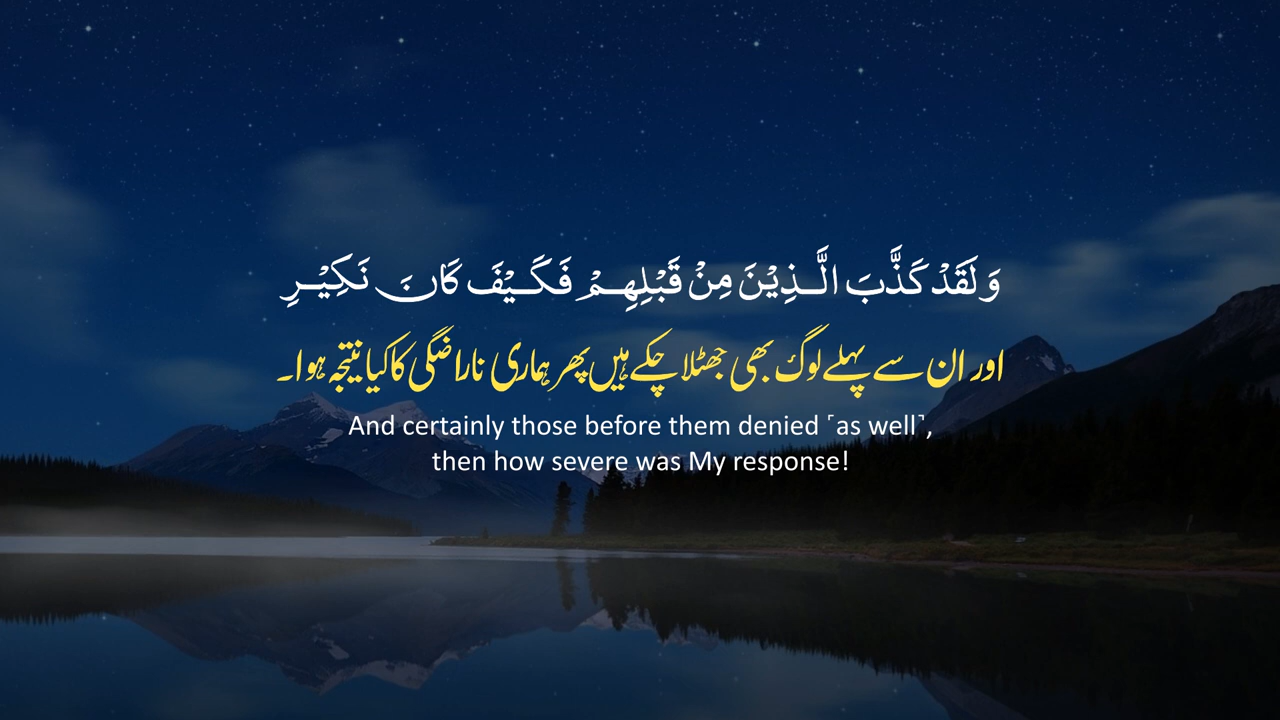 وَلَقَدْ كَذَّبَ الَّذِيْنَ مِنْ قَبْلِهِمْ فَكَيْفَ كَانَ نَكِيْرِ
اور ان سے پہلے لوگ بھی جھٹلا چکے ہیں پھر ہماری ناراضگی کا کیا نتیجہ ہوا۔
And certainly those before them denied ˹as well˺,
then how severe was My response!